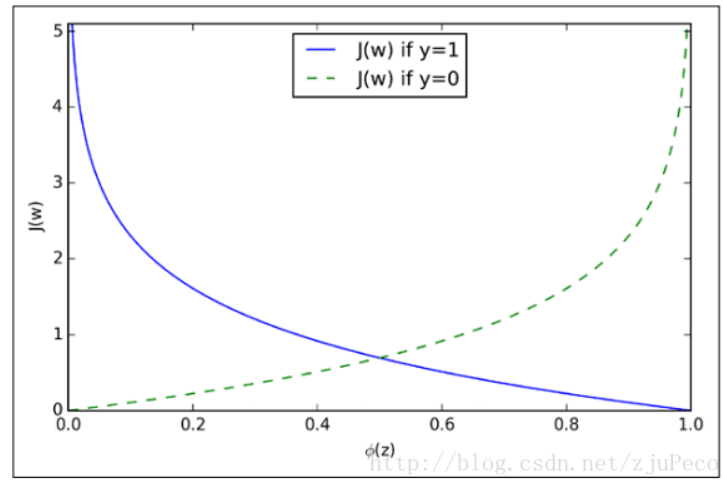 5
4
3
2
1
0
J(w)
J(w) if y=1
J(w) if y=0
0.0 0.2 0.4 0.6 0.8 1.0
ϕ(z)
http://blog.csdn.net/zjuPeco